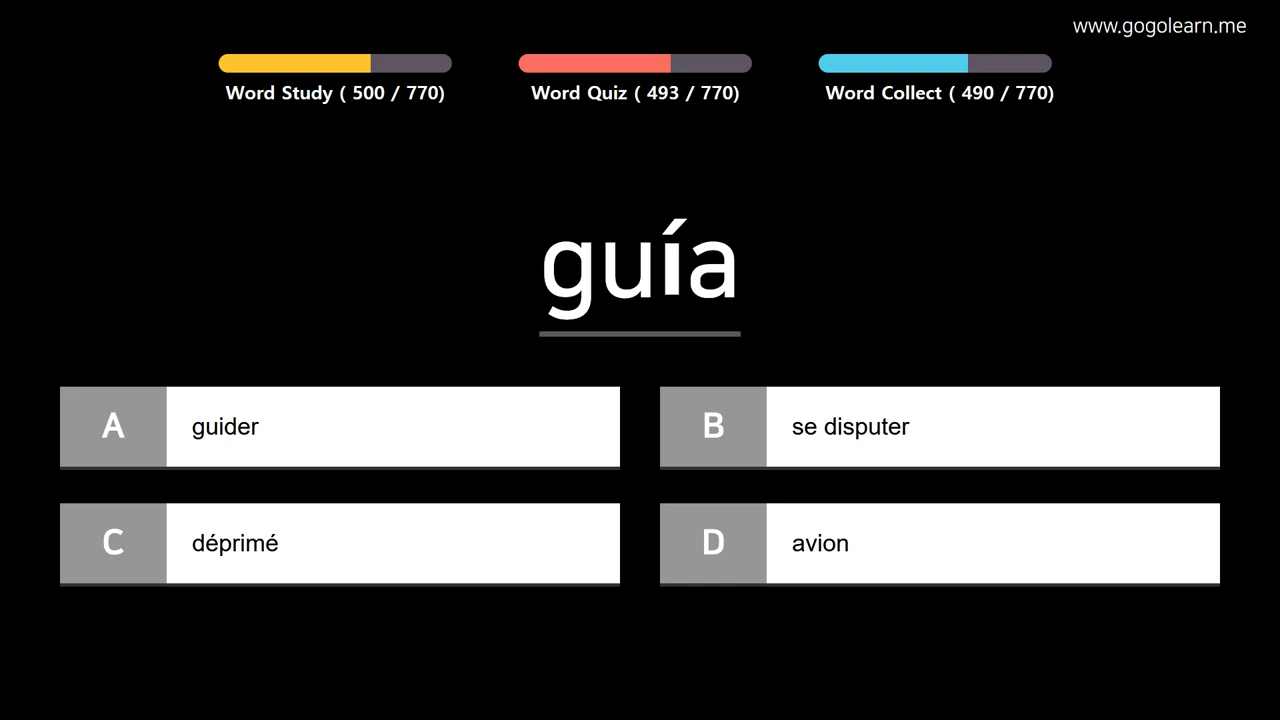 www.gogolearn.me
Word Study ( 500 / 770)
Word Quiz ( 493 / 770)
Word Collect ( 490 / 770)
guía
A guider
B se disputer
C déprimé
D avion